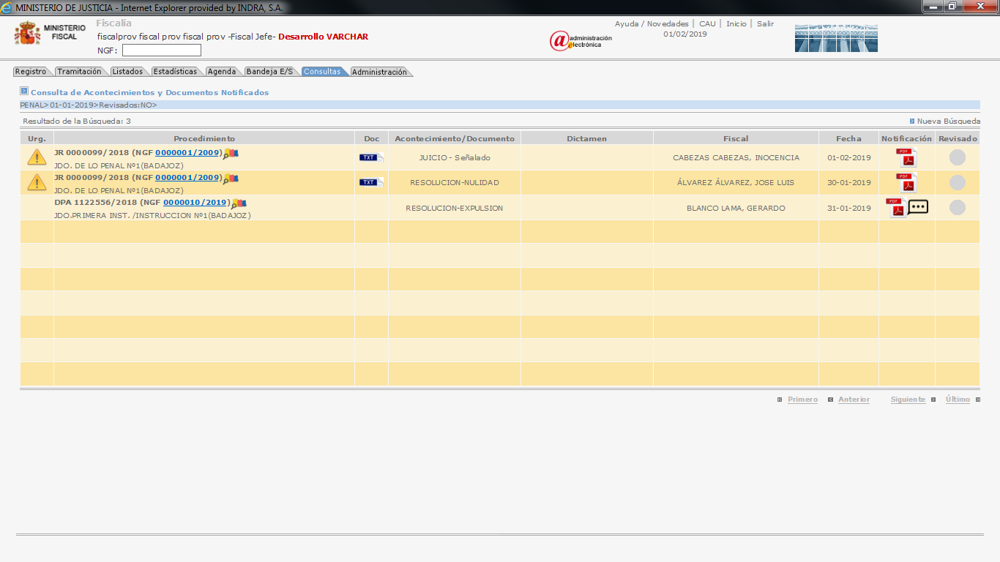 MINISTERIO DE JUSTICIA - Internet Explorer provided by INDRA, S.A.
MINISTERIO FISCAL
Fiscalía
fiscalprov fiscal prov fiscal prov -Fiscal Jefe- Desarrollo VARCHAR
NGF:
administración electrónica
Ayuda / Novedades | CAU | Inicio | Salir
01/02/2019
Registro Tramitación Listados Estadísticas Agenda Bandeja E/S Consultas Administración
Consulta de Acontecimientos y Documentos Notificados
PENAL> 01-01-2019>Revisados:NO>
Resultado de la Búsqueda: 3 Nueva Búsqueda
Urg. Procedimiento Doc Acontecimiento/Documento Dictamen Fiscal Fecha Notificación Revisado
JR 0000099/2018 (NGF 0000001/2009) TXT JUICIO - Señalado CABEZAS CABEZAS, INOCENCIA 01-02-2019 PDF
JDO. DE LO PENAL Nº1(BADAJOZ)
JR 0000099/2018 (NGF 0000001/2009) TXT RESOLUCION-NULIDAD ÁLVAREZ ÁLVAREZ, JOSE LUIS 30-01-2019 PDF
JDO. DE LO PENAL Nº1(BADAJOZ)
DPA 1122556/2018 (NGF 0000010/2019) RESOLUCION-EXPULSION BLANCO LAMA, GERARDO 31-01-2019 PDF
JDO.PRIMERA INST. /INSTRUCCION Nº1(BADAJOZ)
Primero Anterior Siguiente Último